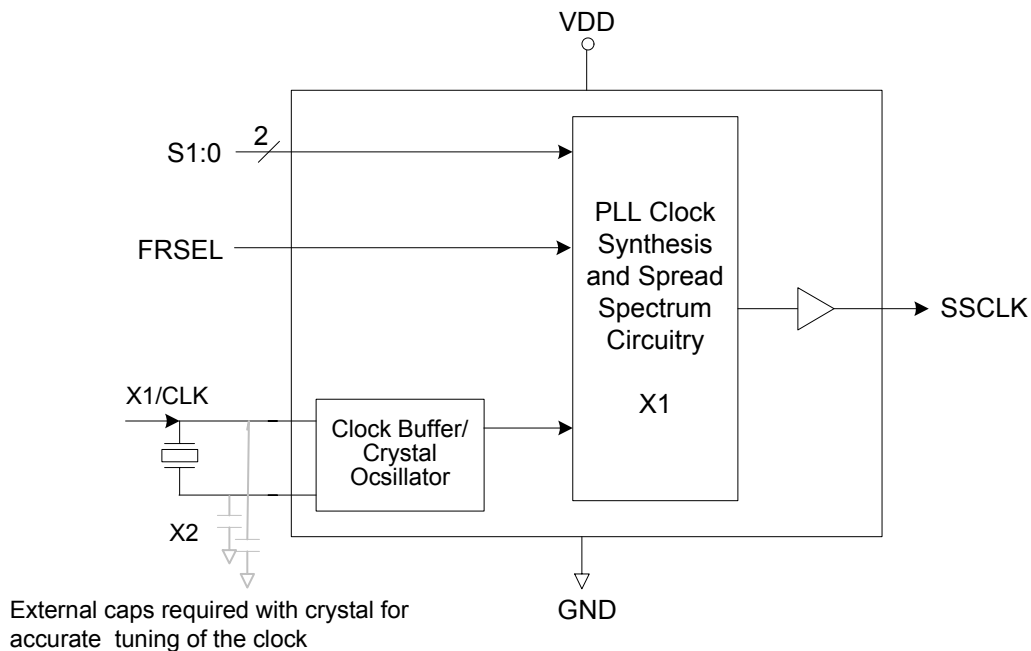 VDD
2
S1:0
PLL Clock
Synthesis
and Spread
Spectrum
Circuitry
X1
FRSEL
SSCLK
X1/CLK
Clock Buffer/
Crystal
Ocsillator
X2
GND
External caps required with crystal for
accurate tuning of the clock